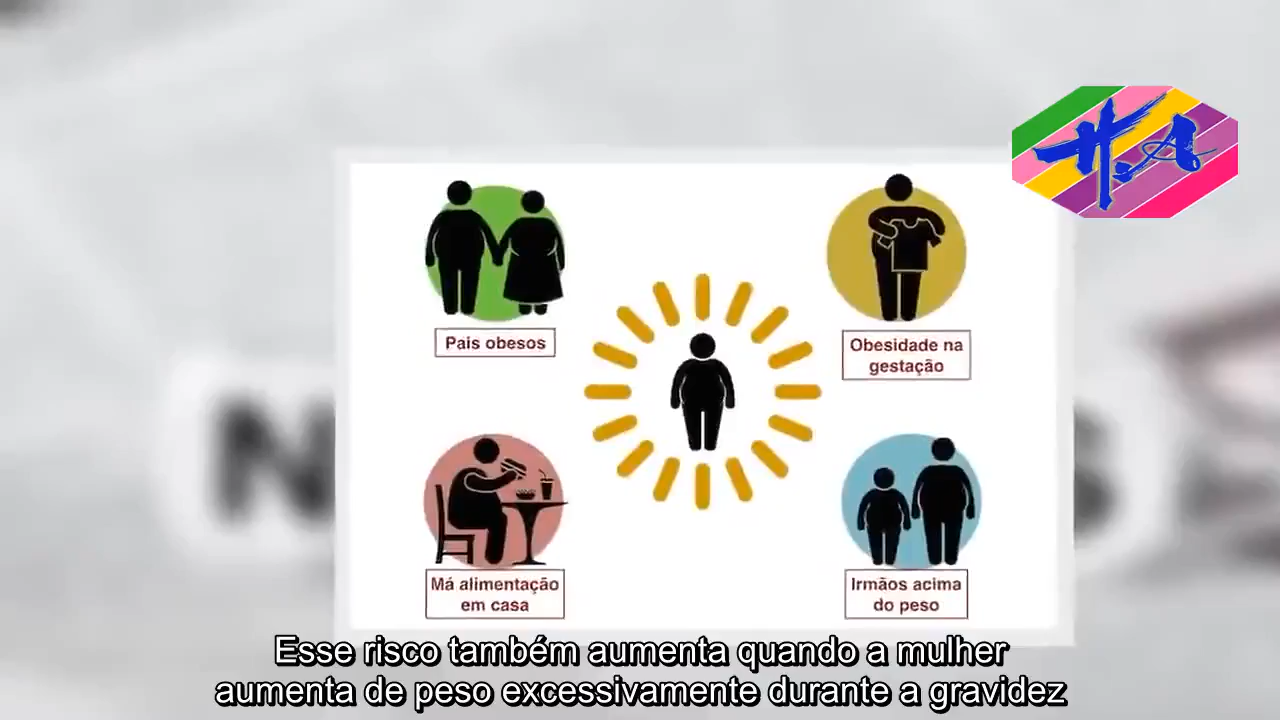 H.A
Pais obesos
Obesidade na
gestação
Má alimentação
em casa
Irmãos acima
do peso
Esse risco também aumenta quando a mulher
aumenta de peso excessivamente durante a gravidez